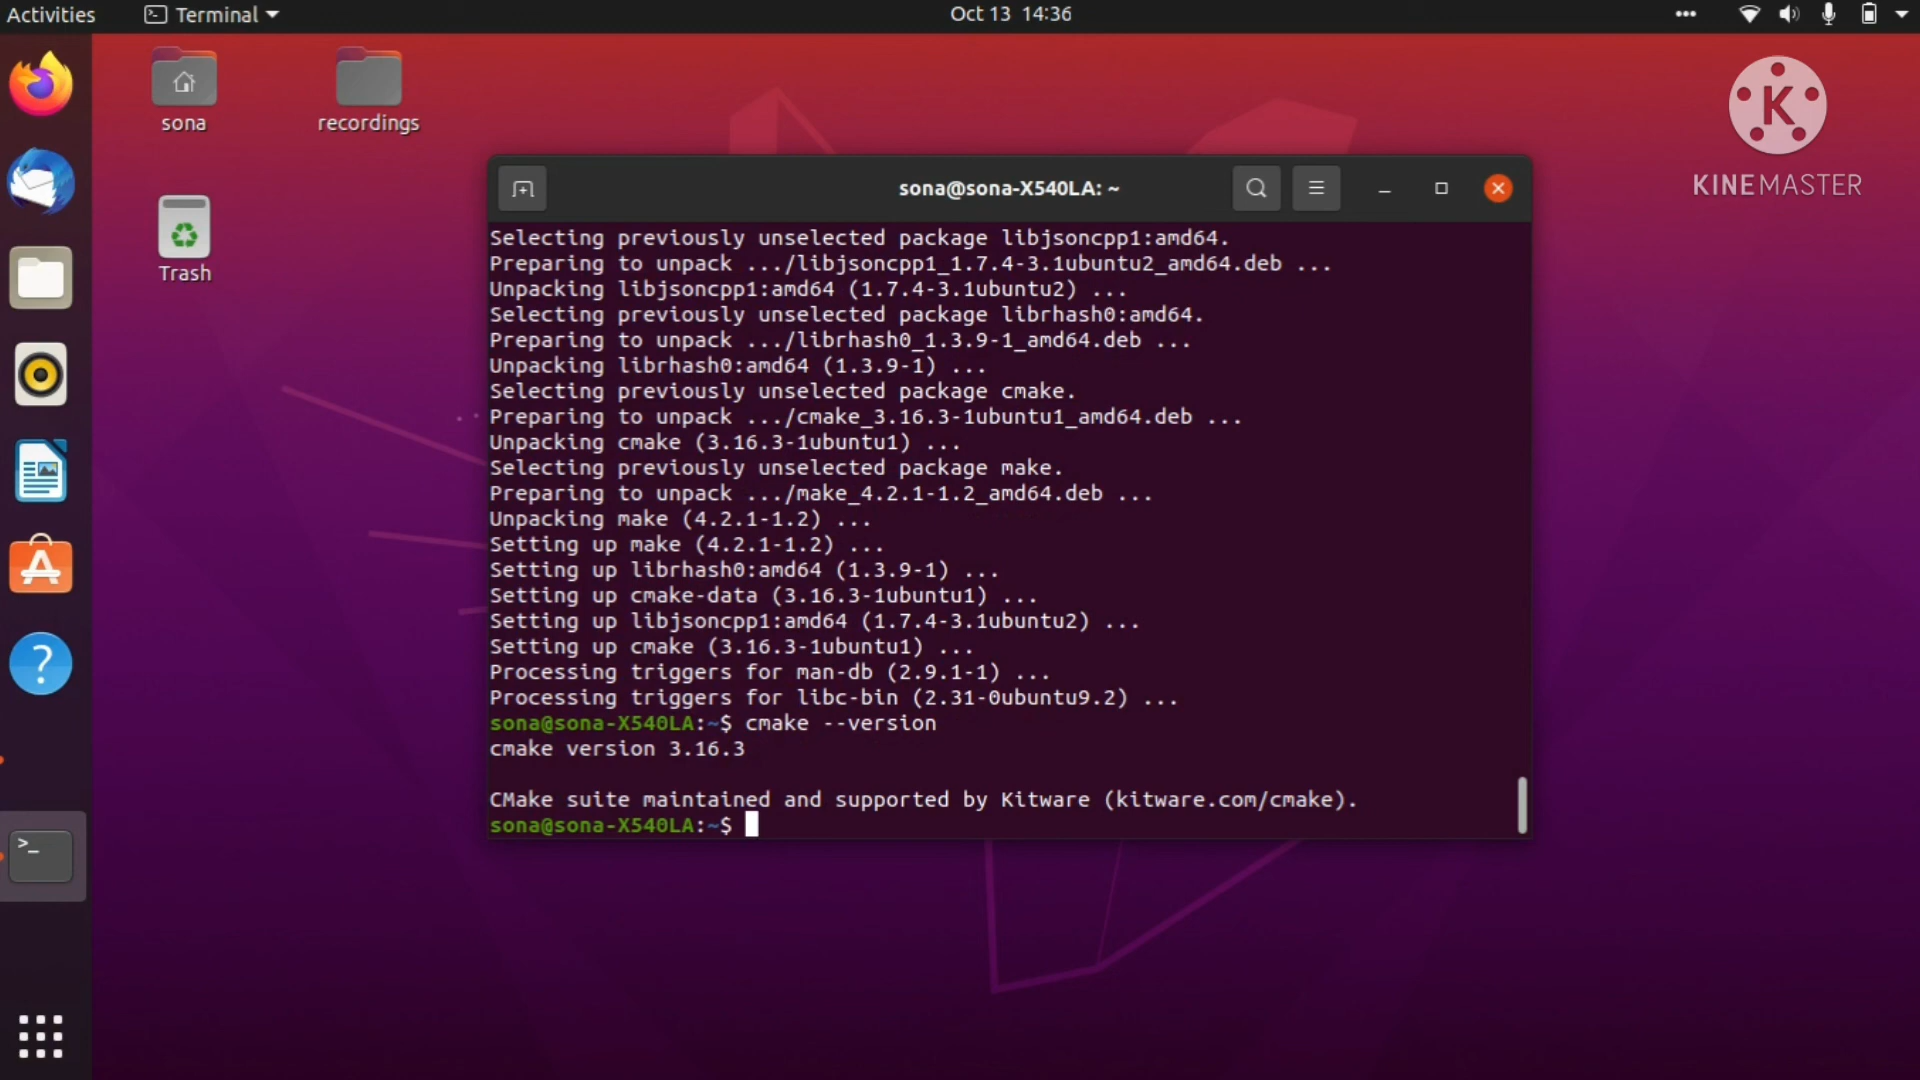 Activities
Terminal
Oct 13 14:36
sona
recordings
Trash
KINEMASTER
sona@sona-X540LA: ~
Selecting previously unselected package libjsoncpp1:amd64.
Preparing to unpack .../libjsoncpp1_1.7.4-3.1ubuntu2_amd64.deb ...
Unpacking libjsoncpp1:amd64 (1.7.4-3.1ubuntu2) ...
Selecting previously unselected package librhash0:amd64.
Preparing to unpack .../librhash0_1.3.9-1_amd64.deb ...
Unpacking librhash0:amd64 (1.3.9-1) ...
Selecting previously unselected package cmake.
Preparing to unpack .../cmake_3.16.3-1ubuntu1_amd64.deb ...
Unpacking cmake (3.16.3-1ubuntu1) ...
Selecting previously unselected package make.
Preparing to unpack .../make_4.2.1-1.2_amd64.deb ...
Unpacking make (4.2.1-1.2) ...
Setting up make (4.2.1-1.2) ...
Setting up librhash0:amd64 (1.3.9-1) ...
Setting up cmake-data (3.16.3-1ubuntu1) ...
Setting up libjsoncpp1:amd64 (1.7.4-3.1ubuntu2) ...
Setting up cmake (3.16.3-1ubuntu1) ...
Processing triggers for man-db (2.9.1-1) ...
Processing triggers for libc-bin (2.31-0ubuntu9.2) ...
sona@sona-X540LA:~$ cmake --version
cmake version 3.16.3
CMake suite maintained and supported by Kitware (kitware.com/cmake).
sona@sona-X540LA:~$